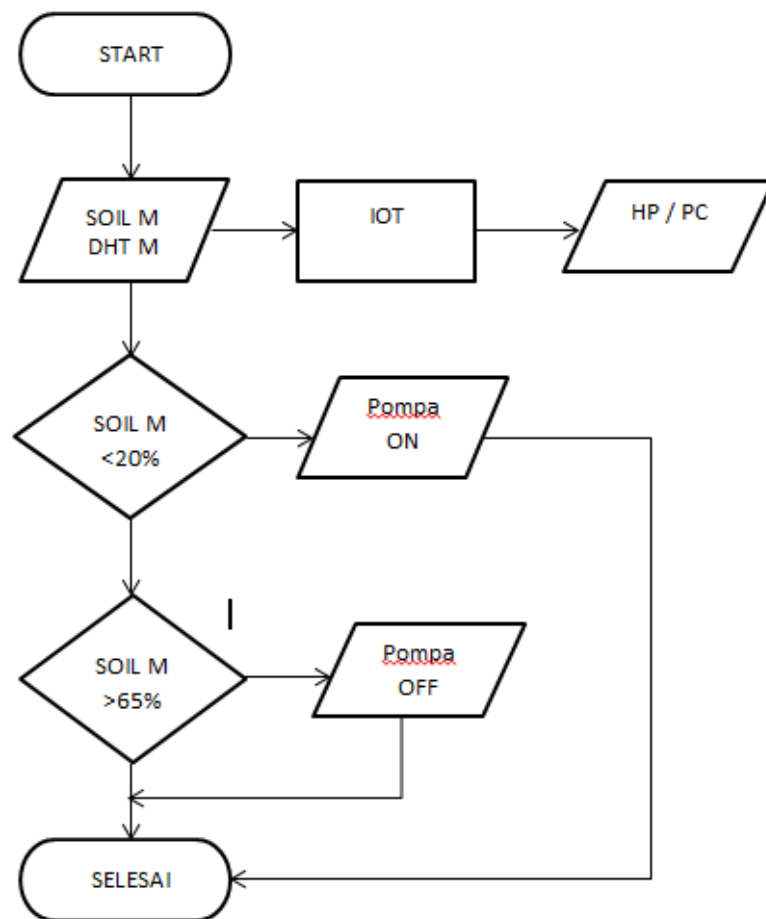 START
SOIL M
DHT M
IOT
HP / PC
SOIL M
<20%
Pompa
ON
SOIL M
>65%
Pompa
OFF
SELESAI